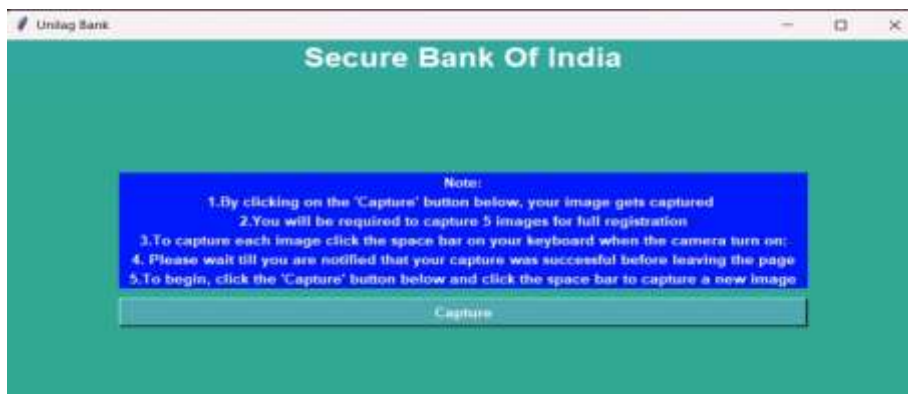 Unilag Bank
Secure Bank Of India
Note:
1.By clicking on the 'Capture' button below, your image gets captured
2.You will be required to capture 5 images for full registration
3.To capture each image click the space bar on your keyboard when the camera turn on:
4. Please wait till you are notified that your capture was successful before leaving the page
5.To begin, click the 'Capture' button below and click the space bar to capture a new image
Capture